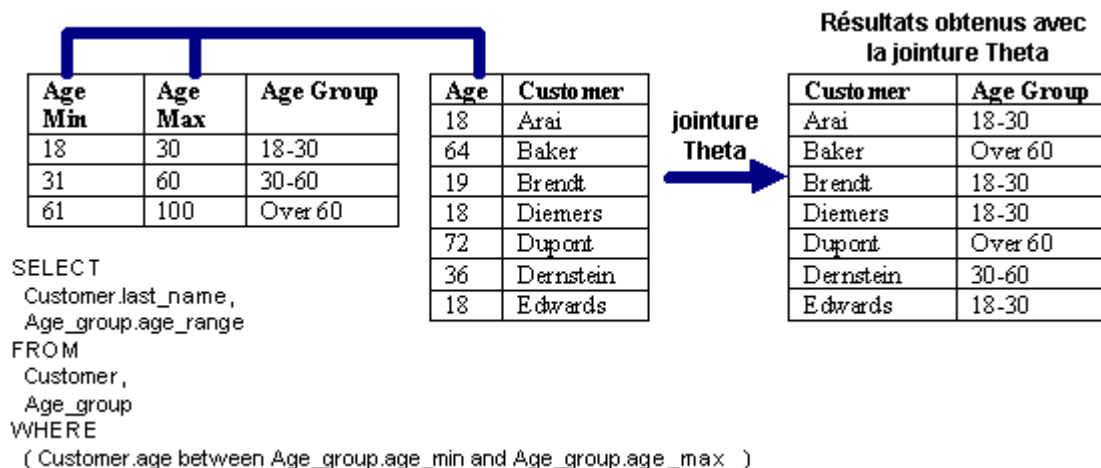 Résultats obtenus avec
la jointure Theta
Age Min Age Max Age Group
18 30 18-30
31 60 30-60
61 100 Over 60
Age Customer
18 Arai
64 Baker
19 Brendt
18 Diemers
72 Dupont
36 Dernstein
18 Edwards
jointure
Theta
Customer Age Group
Arai 18-30
Baker Over 60
Brendt 18-30
Diemers 18-30
Dupont Over 60
Dernstein 30-60
Edwards 18-30
SELECT
Customer.last_name,
Age_group.age_range
FROM
Customer,
Age_group
WHERE
( Customer.age between Age_group.age_min and Age_group.age_max )